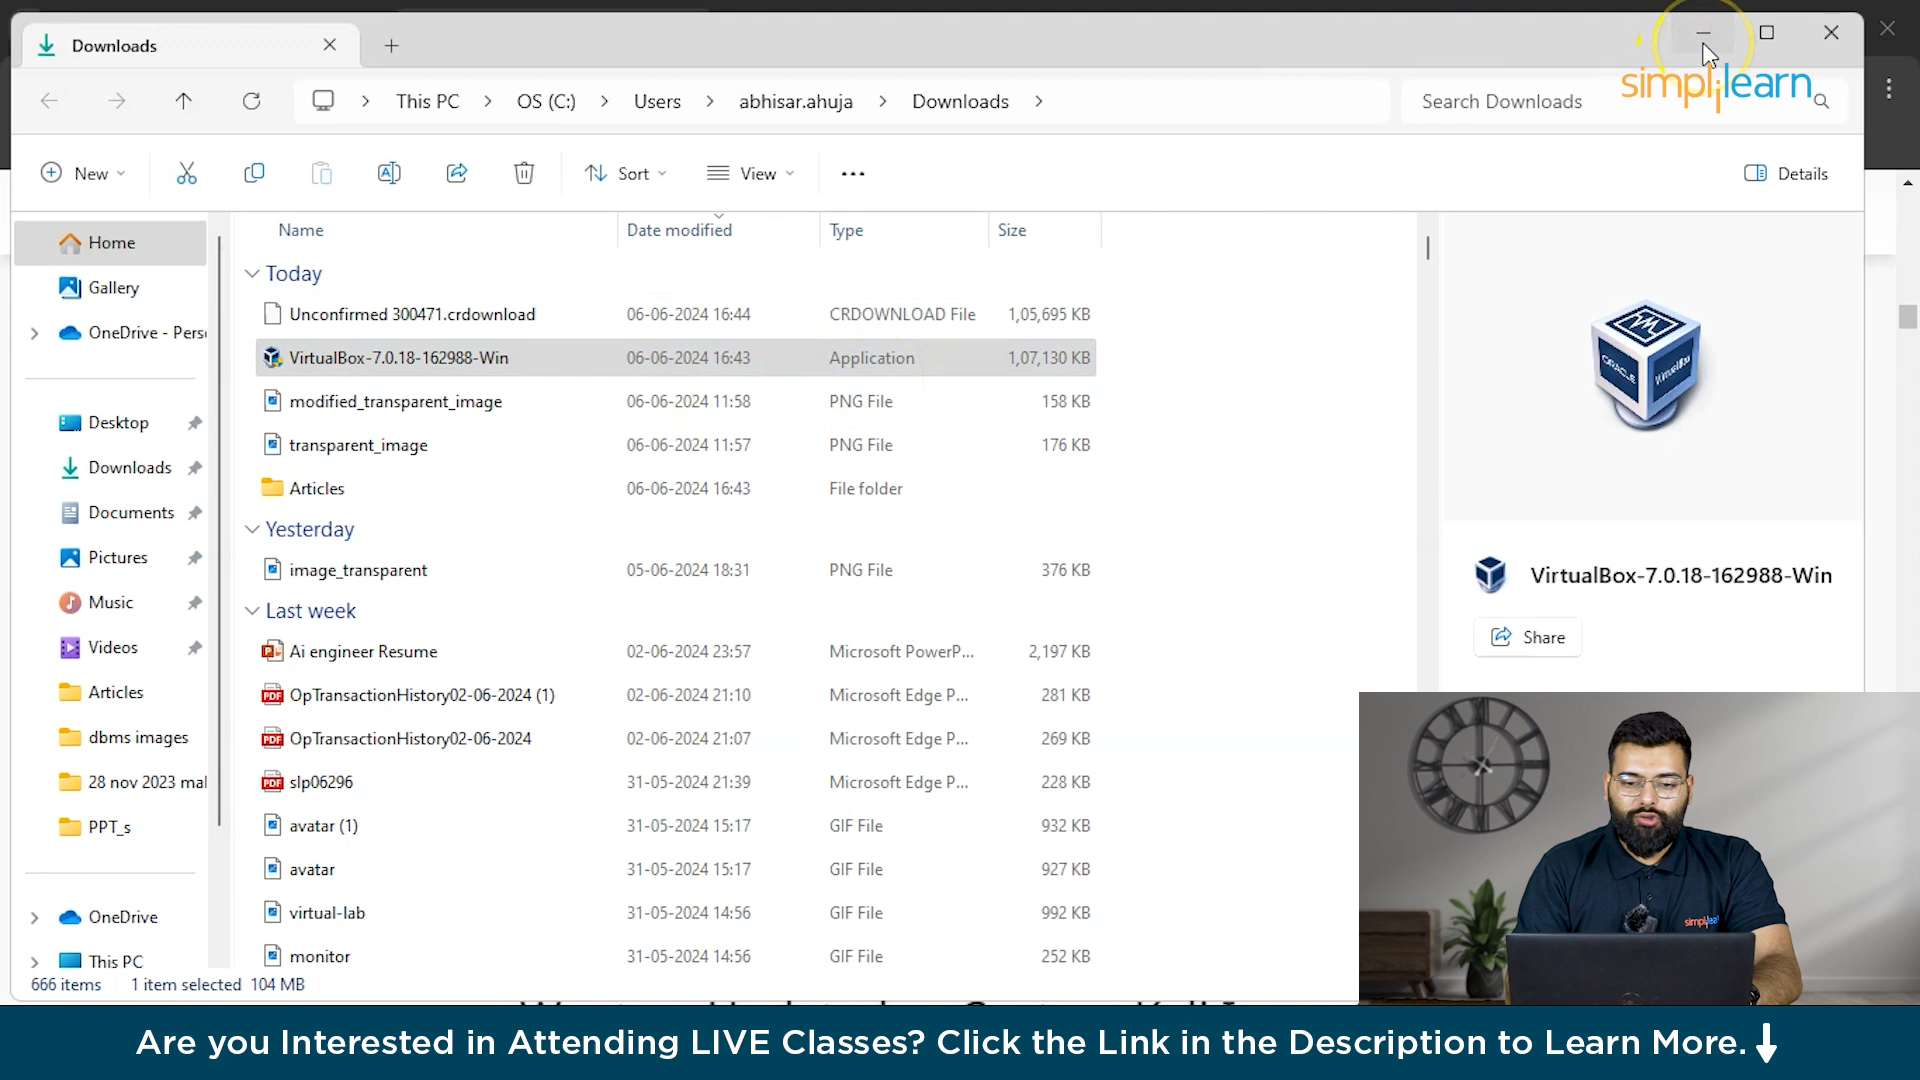 Downloads
simplilearn
This PC
OS (C:)
Users
abhisar.ahuja
Downloads
Search Downloads
New
Sort
View
Details
Name
Date modified
Type
Size
Home
Gallery
OneDrive - Pers
Desktop
Downloads
Documents
Pictures
Music
Videos
Articles
dbms images
28 nov 2023 mal
PPT_s
OneDrive
This PC
Today
Unconfirmed 300471.crdownload 06-06-2024 16:44 CRDOWNLOAD File 1,05,695 KB
VirtualBox-7.0.18-162988-Win 06-06-2024 16:43 Application 1,07,130 KB
modified_transparent_image 06-06-2024 11:58 PNG File 158 KB
transparent_image 06-06-2024 11:57 PNG File 176 KB
Articles 06-06-2024 16:43 File folder
Yesterday
image_transparent 05-06-2024 18:31 PNG File 376 KB
Last week
Ai engineer Resume 02-06-2024 23:57 Microsoft PowerP... 2,197 KB
PDF OpTransactionHistory02-06-2024 (1) 02-06-2024 21:10 Microsoft Edge P... 281 KB
PDF OpTransactionHistory02-06-2024 02-06-2024 21:07 Microsoft Edge P... 269 KB
PDF slp06296 31-05-2024 21:39 Microsoft Edge P... 228 KB
avatar (1) 31-05-2024 15:17 GIF File 932 KB
avatar 31-05-2024 15:17 GIF File 927 KB
virtual-lab 31-05-2024 14:56 GIF File 992 KB
monitor 31-05-2024 14:56 GIF File 252 KB
ORACLE
VirtualBox
VirtualBox-7.0.18-162988-Win
Share
simplilearn
666 items 1 item selected 104 MB
Are you Interested in Attending LIVE Classes? Click the Link in the Description to Learn More.